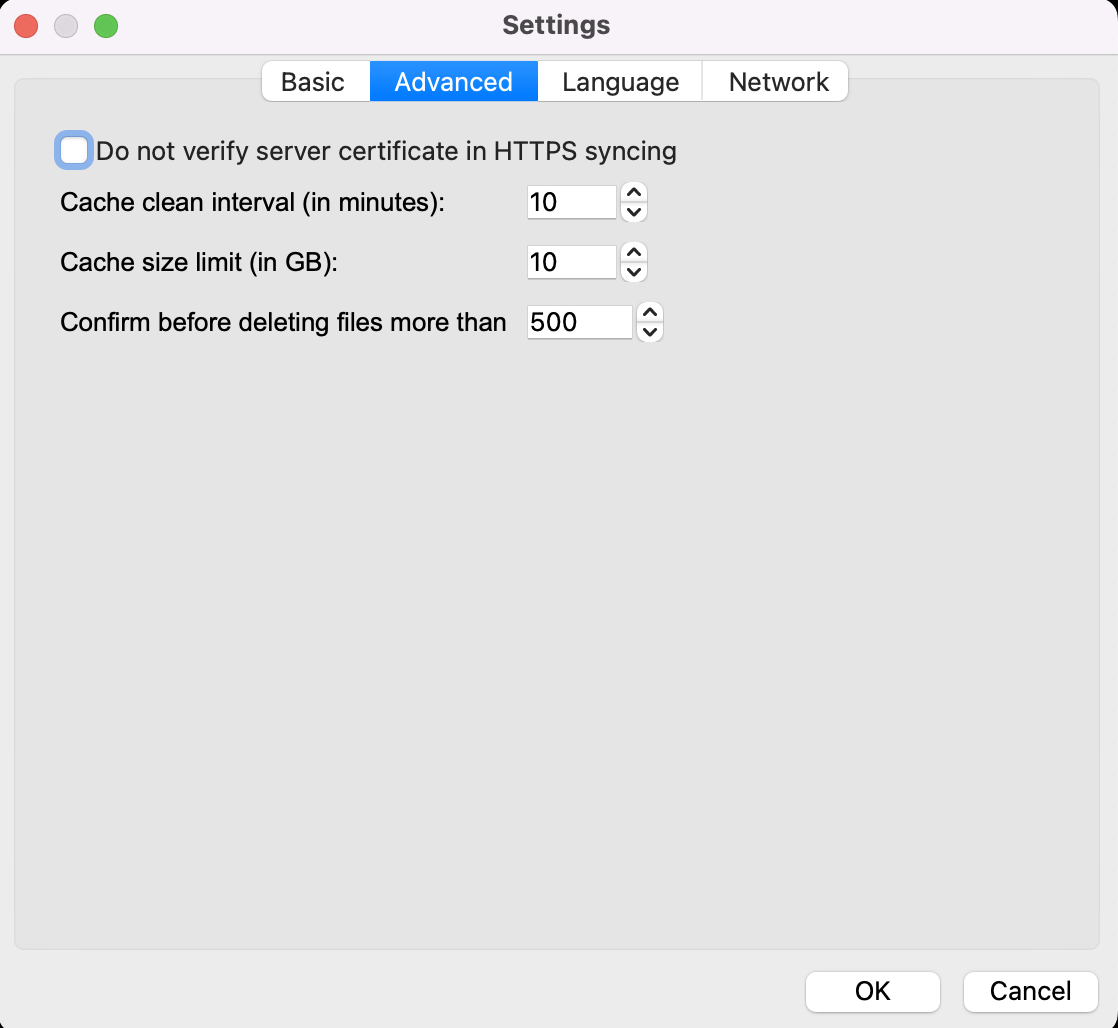 Settings
Basic Advanced Language Network
Do not verify server certificate in HTTPS syncing
Cache clean interval (in minutes): 10
Cache size limit (in GB): 10
Confirm before deleting files more than 500
OK Cancel